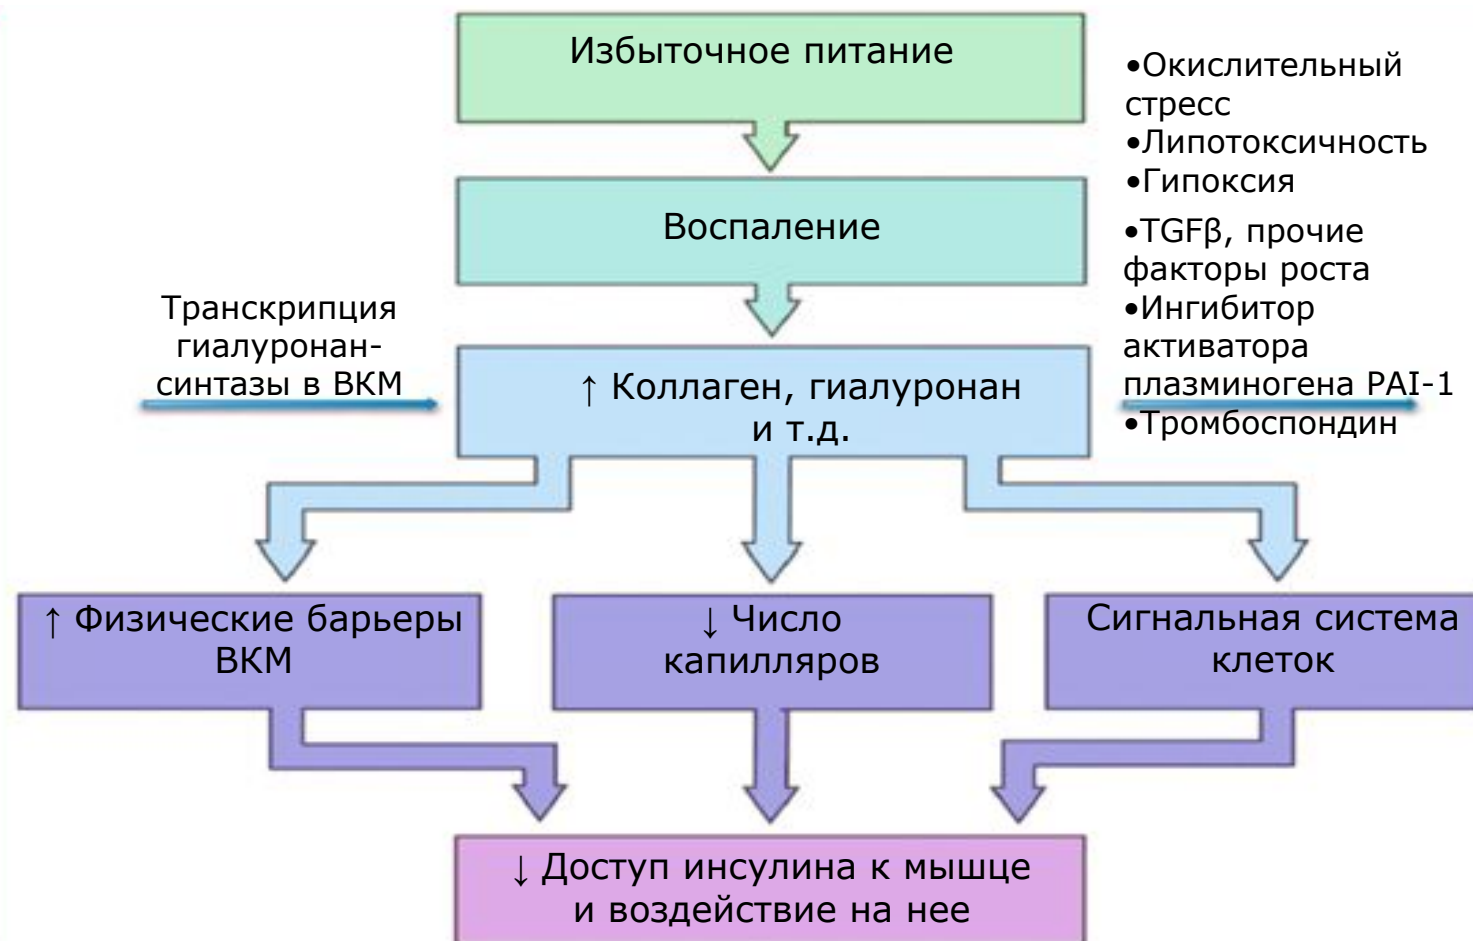 Избыточное питание
•Окислительный
стресс
•Липотоксичность
•Гипоксия
Воспаление
•TGFβ, прочие
факторы роста
•Ингибитор
активатора
плазминогена PAI-1
•Тромбоспондин
Транскрипция
гиалуронан-
синтазы в ВКМ
↑ Коллаген, гиалуронан
и т.д.
↑ Физические барьеры
ВКМ
↓ Число
капилляров
Сигнальная система
клеток
↓ Доступ инсулина к мышце
и воздействие на нее